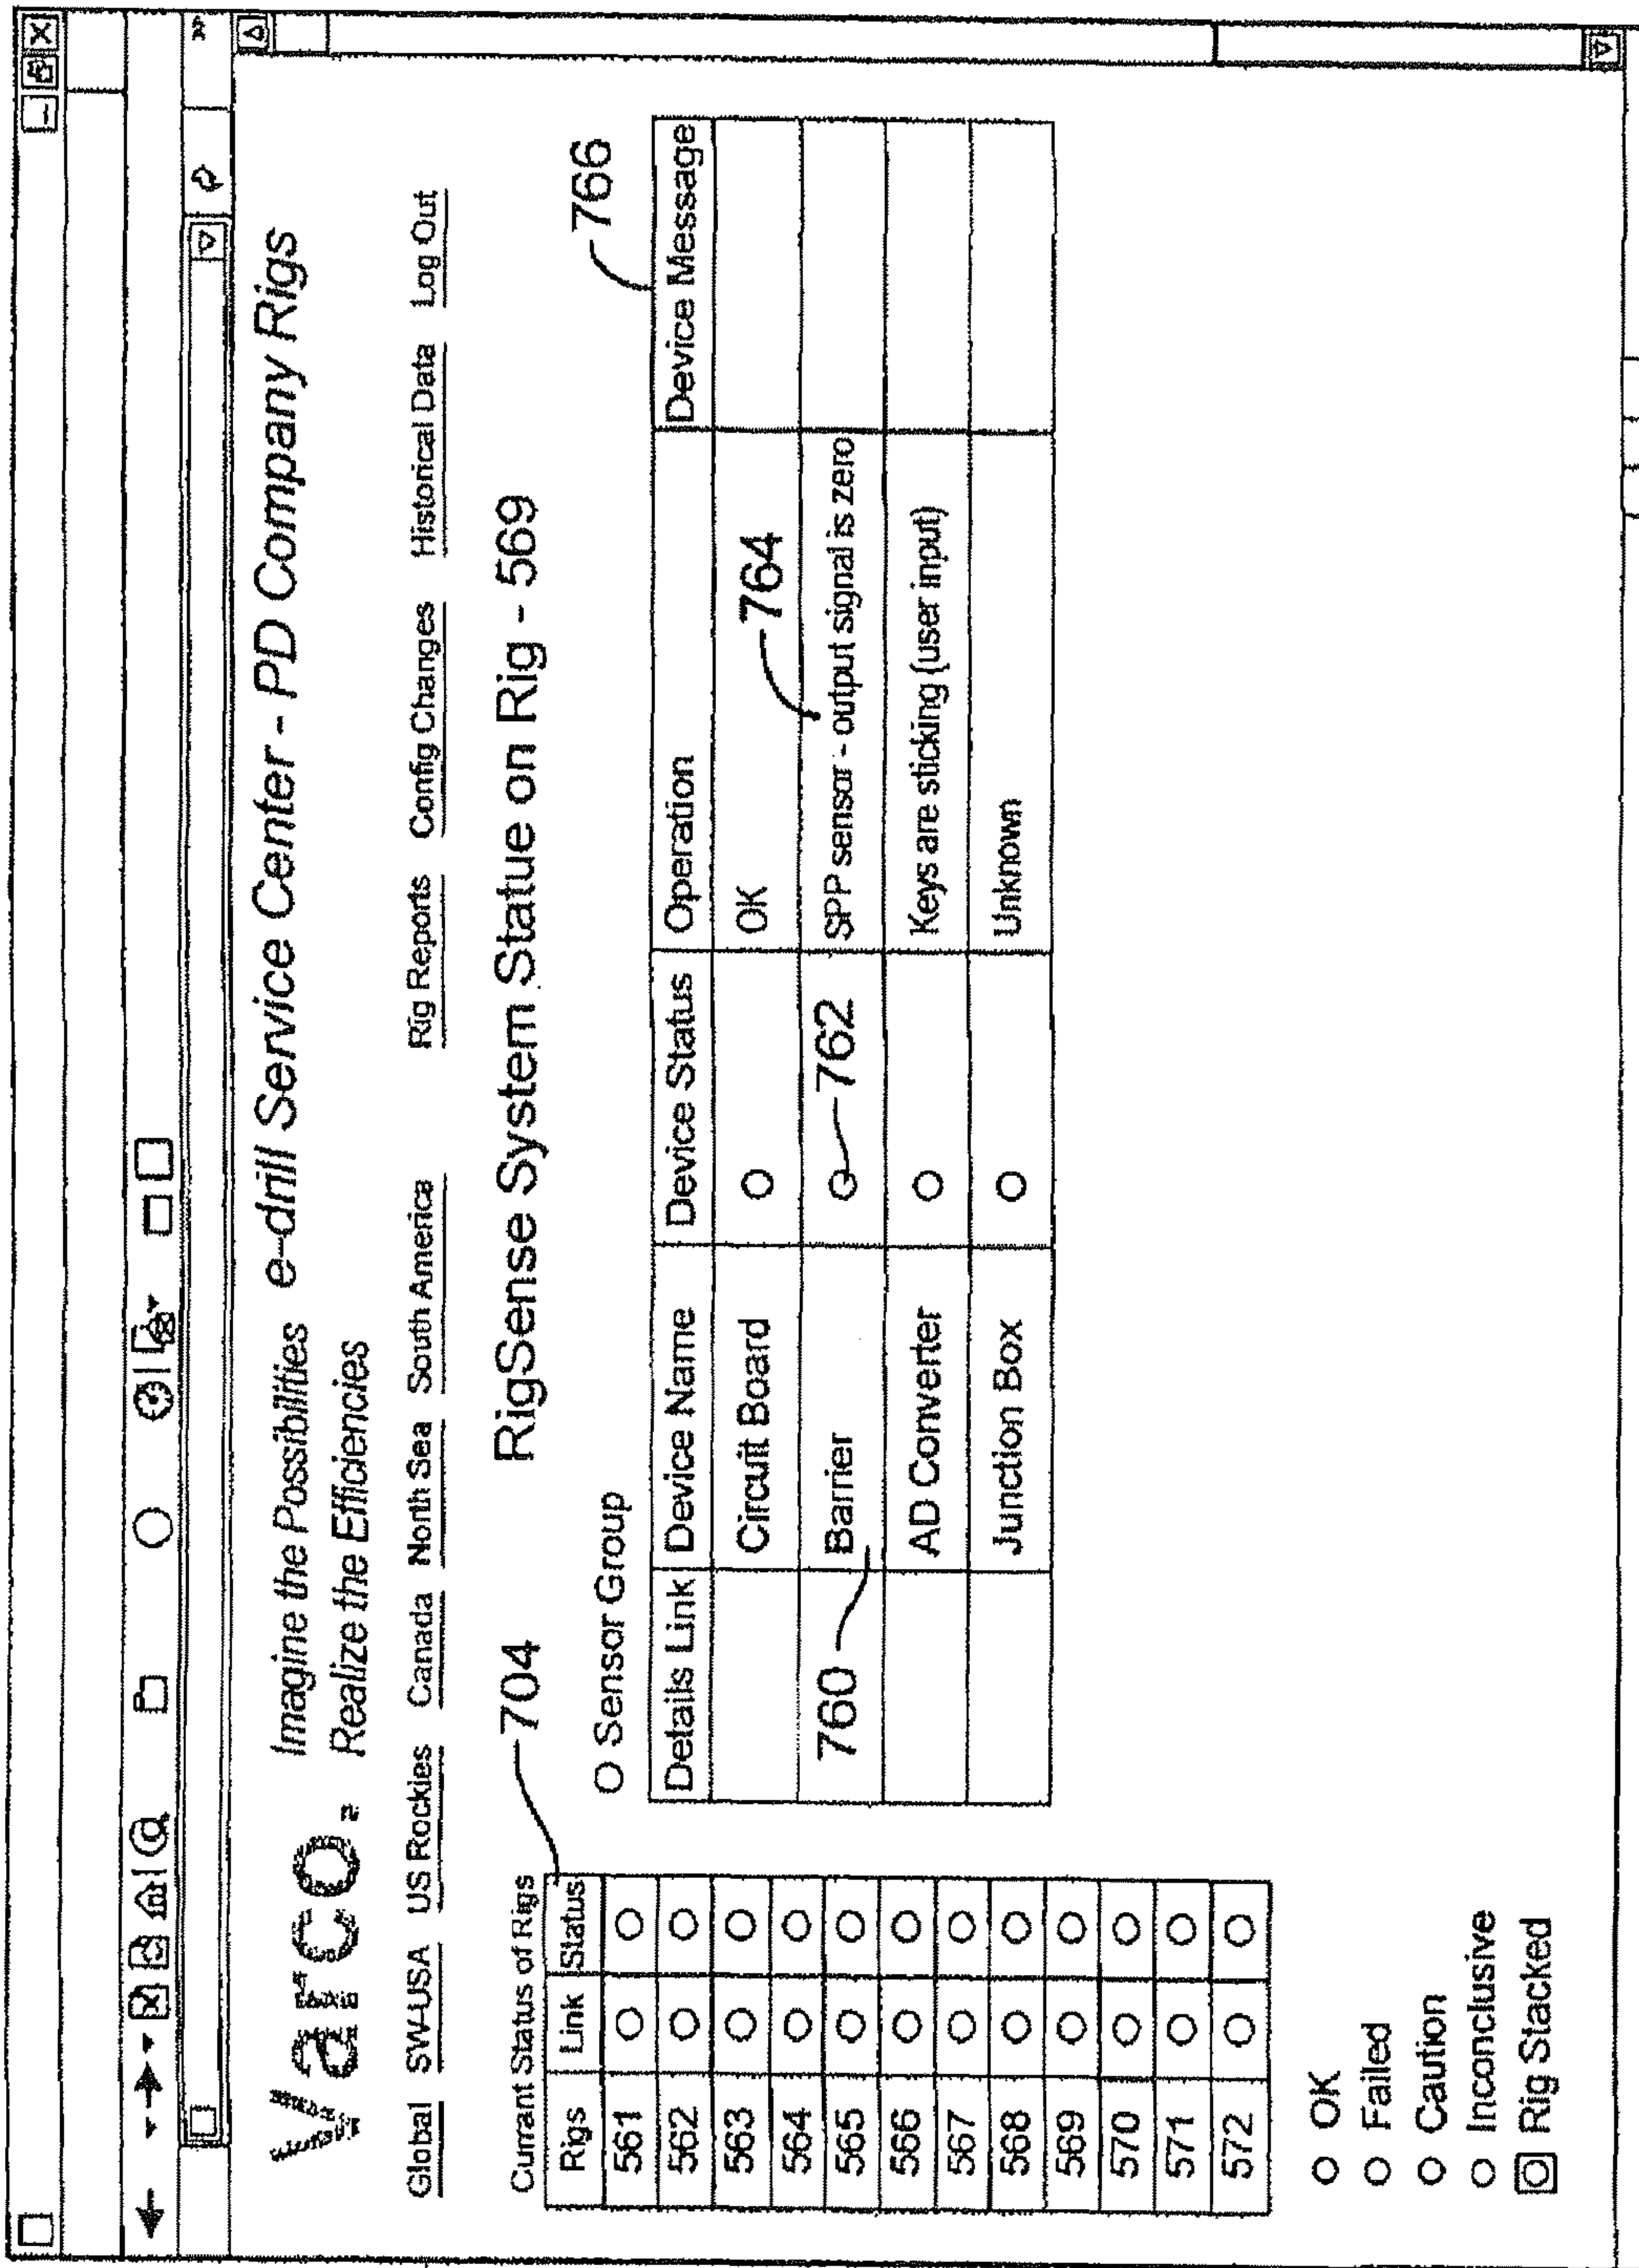 Varco
Imagine the Possibilities
Realize the Efficiencies
e-drill Service Center - PD Company Rigs
Global SW-USA US Rockies Canada North Sea South America Rig Reports Config Changes Historical Data Log Out
RigSense System Statue on Rig - 569
704
Currant Status of Rigs
Rigs Link Status
561
562
563
564
565
566
567
568
569
570
571
572
OK
Failed
Caution
Inconclusive
Rig Stacked
Sensor Group
766
Details Link Device Name Device Status Operation Device Message
Circuit Board OK
764
760 Barrier 762 SPP sensor - output signal is zero
AD Converter Keys are sticking (user input)
Junction Box Unknown